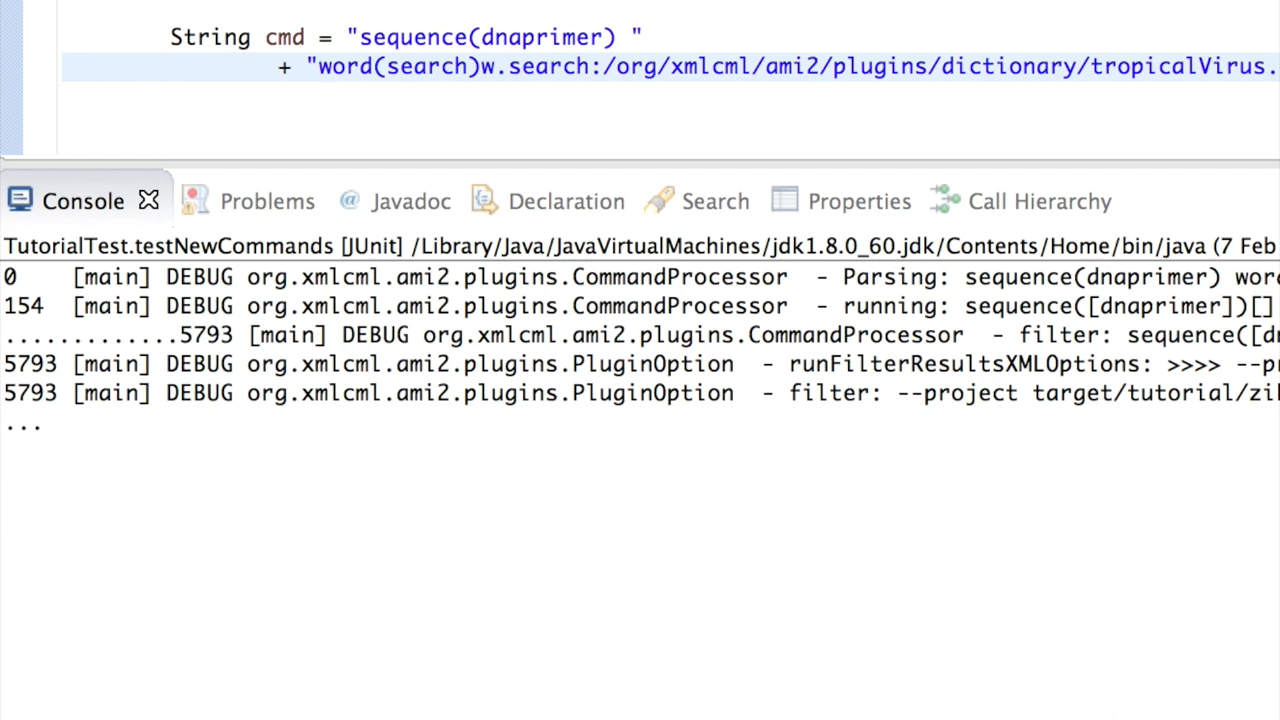 String cmd = "sequence(dnaprimer) "
+ "word(search)w.search:/org/xmlcml/ami2/plugins/dictionary/tropicalVirus.
Console Problems Javadoc Declaration Search Properties Call Hierarchy
TutorialTest.testNewCommands [JUnit] /Library/Java/JavaVirtualMachines/jdk1.8.0_60.jdk/Contents/Home/bin/java (7 Feb
0 [main] DEBUG org.xmlcml.ami2.plugins.CommandProcessor - Parsing: sequence(dnaprimer) word
154 [main] DEBUG org.xmlcml.ami2.plugins.CommandProcessor - running: sequence([dnaprimer])[]
.............5793 [main] DEBUG org.xmlcml.ami2.plugins.CommandProcessor - filter: sequence([dn
5793 [main] DEBUG org.xmlcml.ami2.plugins.PluginOption - runFilterResultsXMLOptions: >>>> --pr
5793 [main] DEBUG org.xmlcml.ami2.plugins.PluginOption - filter: --project target/tutorial/zik
...